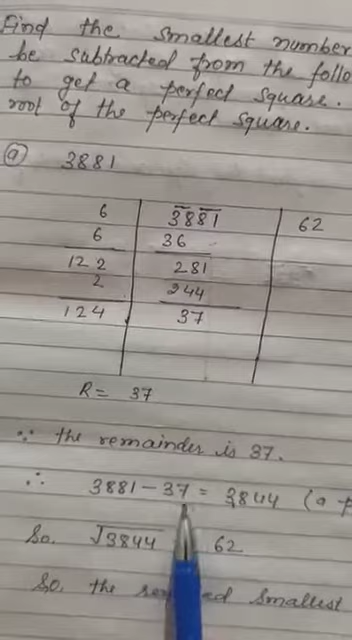 Find the smallest number
be subtracted from the follo
to get a perfect square.
root of the perfect square.
(a) 3881
6 3881 62
6 36
122 281
2 244
124 37
R = 37
∵ the remainder is 37.
∴ 3881 - 37 = 3844 (a
So. √3844 62
So, the smallest